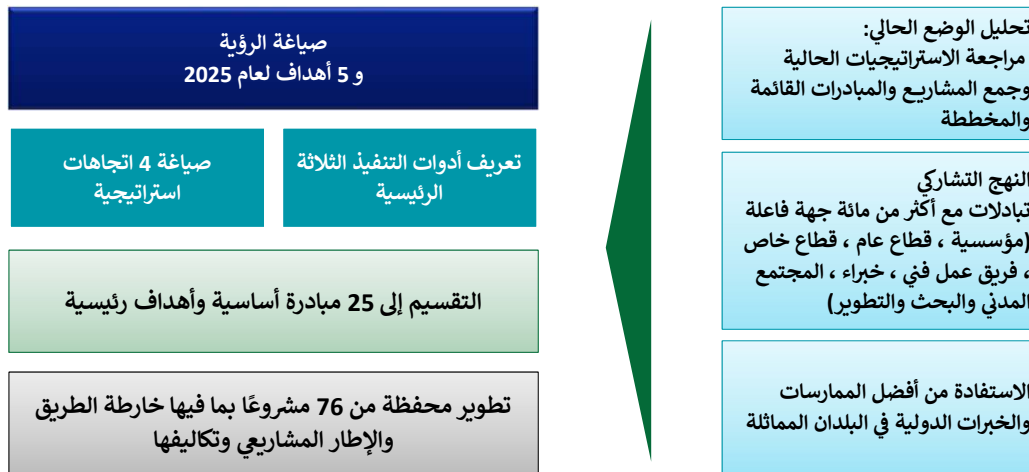 تحليل الوضع الحالي:
مراجعة الاستراتيجيات الحالية
وجمع المشاريع والمبادرات القائمة
والمخططة
النهج التشاركي
تبادلات مع أكثر من مائة جهة فاعلة
(مؤسسية ، قطاع عام ، قطاع خاص
، فريق عمل فني ، خبراء ، المجتمع
المدني والبحث والتطوير)
الاستفادة من أفضل الممارسات
والخبرات الدولية في البلدان المماثلة
صياغة الرؤية
و 5 أهداف لعام 2025
تعريف أدوات التنفيذ الثلاثة
الرئيسية
صياغة 4 اتجاهات
استراتيجية
التقسيم إلى 25 مبادرة أساسية وأهداف رئيسية
تطوير محفظة من 76 مشروعًا بما فيها خارطة الطريق
والإطار المشاريعي وتكاليفها